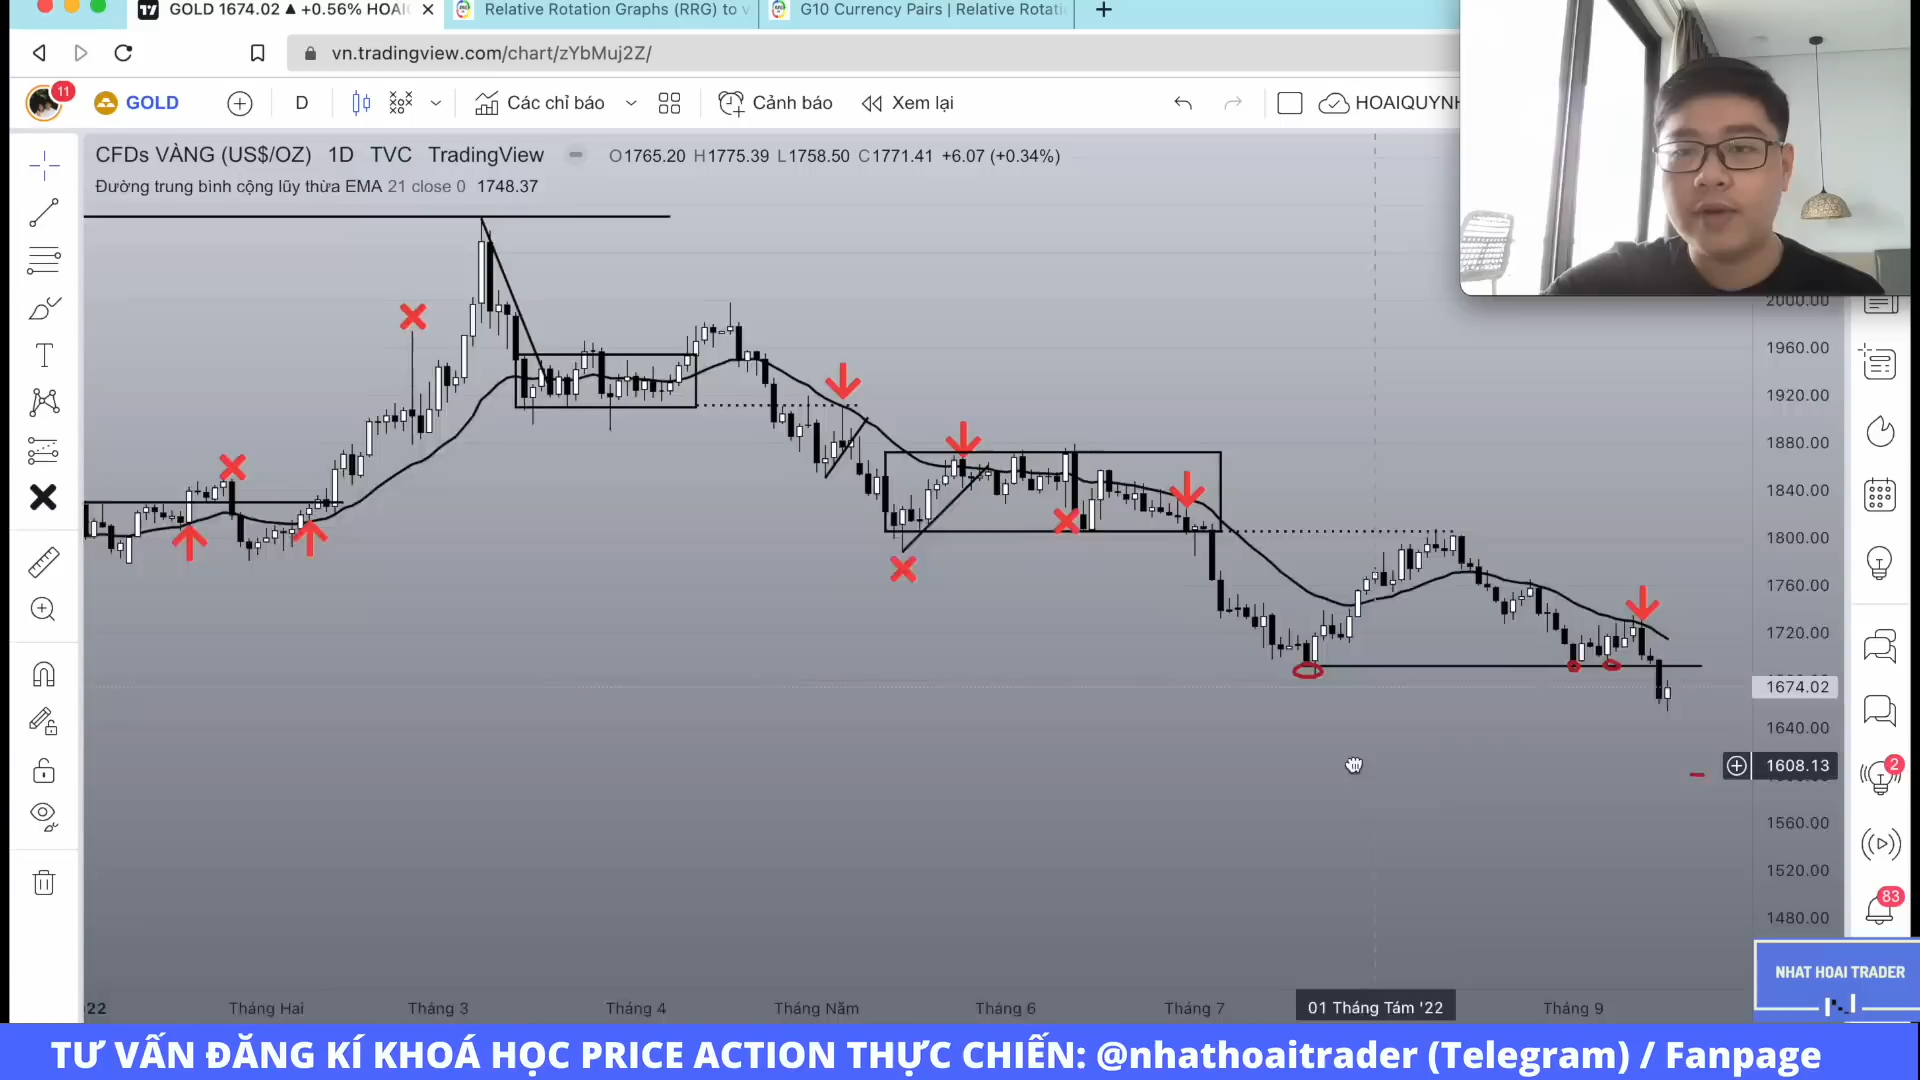 GOLD 1674.02 ▲ +0.56% HOAI
Relative Rotation Graphs (RRG) to v
G10 Currency Pairs | Relative Rotati
vn.tradingview.com/chart/zYbMuj2Z/
11
GOLD
D
Các chỉ báo
Cảnh báo
Xem lại
HOAIQUYNH
CFDs VÀNG (US$/OZ) 1D TVC TradingView
O1765.20 H1775.39 L1758.50 C1771.41 +6.07 (+0.34%)
Đường trung bình cộng lũy thừa EMA 21 close 0 1748.37
2000.00
1960.00
1920.00
1880.00
1840.00
1800.00
1760.00
1720.00
1674.02
1640.00
1608.13
1560.00
1520.00
1480.00
2
83
22
Tháng Hai
Tháng 3
Tháng 4
Tháng Năm
Tháng 6
Tháng 7
01 Tháng Tám '22
Tháng 9
NHAT HOAI TRADER
TƯ VẤN ĐĂNG KÍ KHOÁ HỌC PRICE ACTION THỰC CHIẾN: @nhathoaitrader (Telegram) / Fanpage